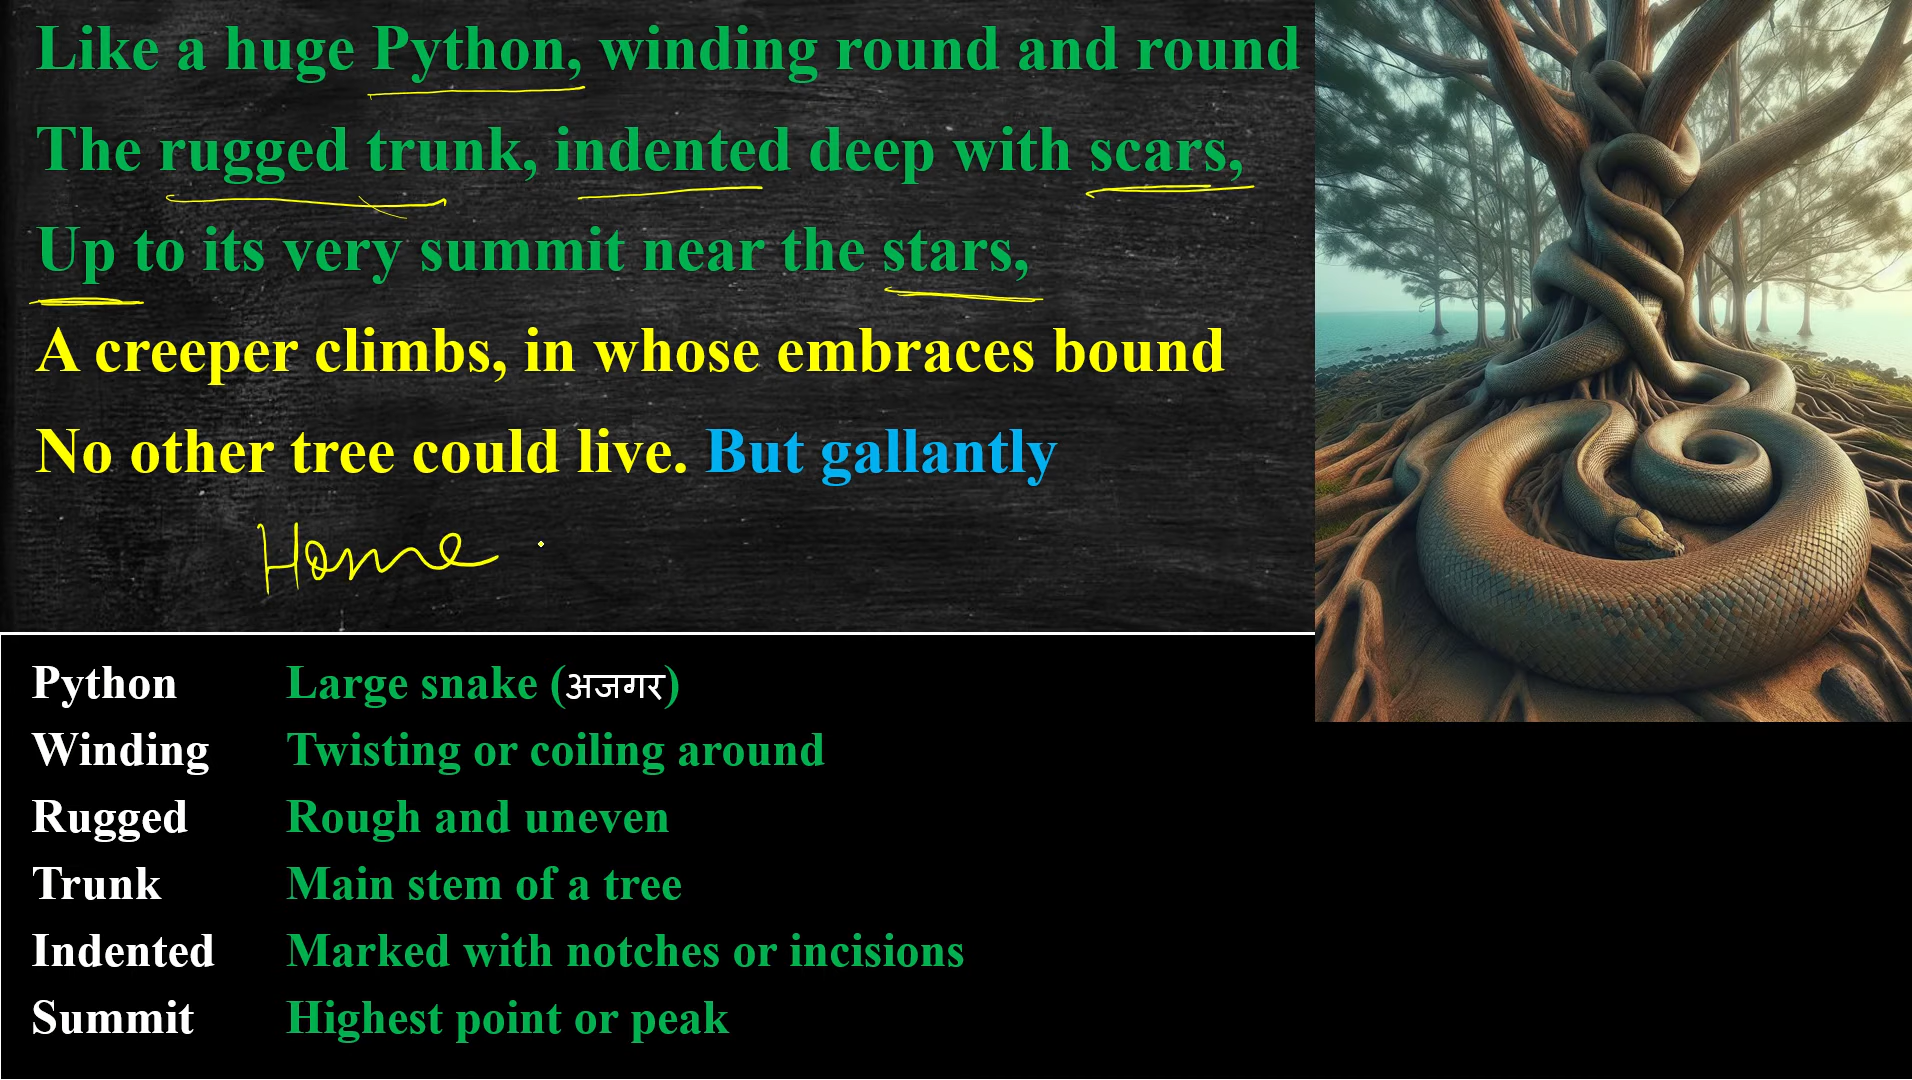 Like a huge Python, winding round and round
The rugged trunk, indented deep with scars,
Up to its very summit near the stars,
A creeper climbs, in whose embraces bound
No other tree could live. But gallantly
Home
Python Large snake (अजगर)
Winding Twisting or coiling around
Rugged Rough and uneven
Trunk Main stem of a tree
Indented Marked with notches or incisions
Summit Highest point or peak